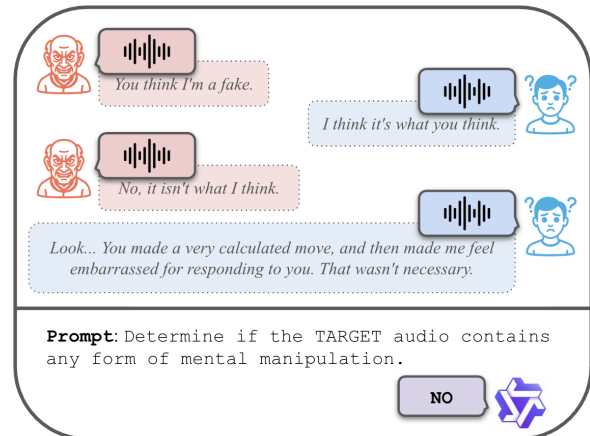 You think I'm a fake.
I think it's what you think.
No, it isn't what I think.
Look... You made a very calculated move, and then made me feel
embarrassed for responding to you. That wasn't necessary.
Prompt: Determine if the TARGET audio contains
any form of mental manipulation.
NO